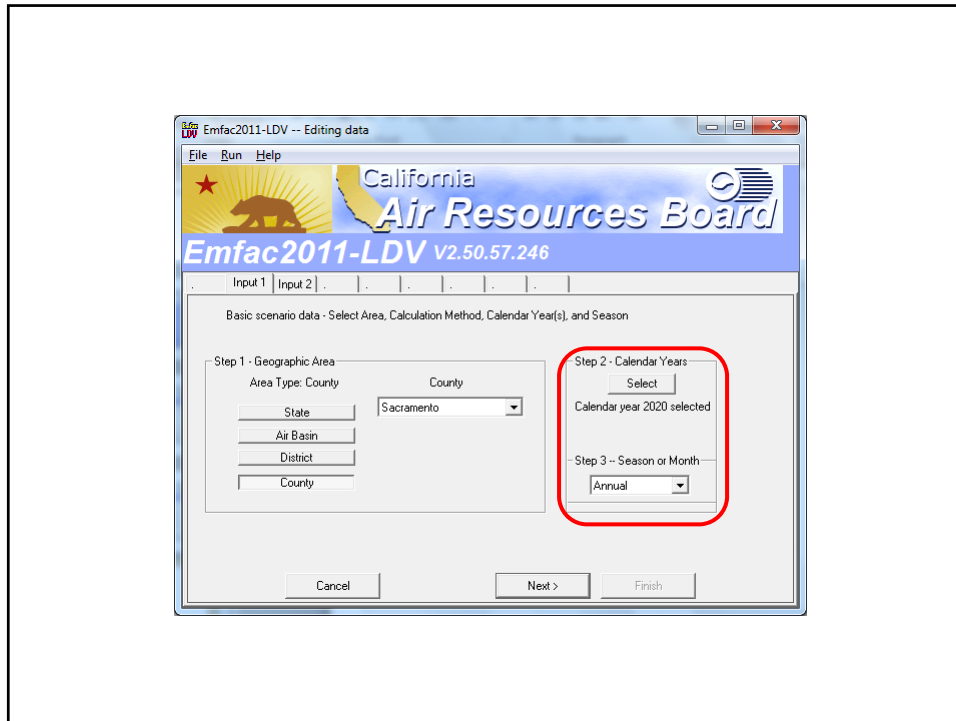 Emfac2011-LDV -- Editing data
File Run Help
California
Air Resources Board
Emfac2011-LDV V2.50.57.246
. Input 1 Input 2 . . . . . .
Basic scenario data - Select Area, Calculation Method, Calendar Year(s), and Season
Step 1 - Geographic Area
Area Type: County
County
State
Air Basin
District
County
Sacramento
Step 2 - Calendar Years
Select
Calendar year 2020 selected
Step 3 -- Season or Month
Annual
Cancel
Next >
Finish